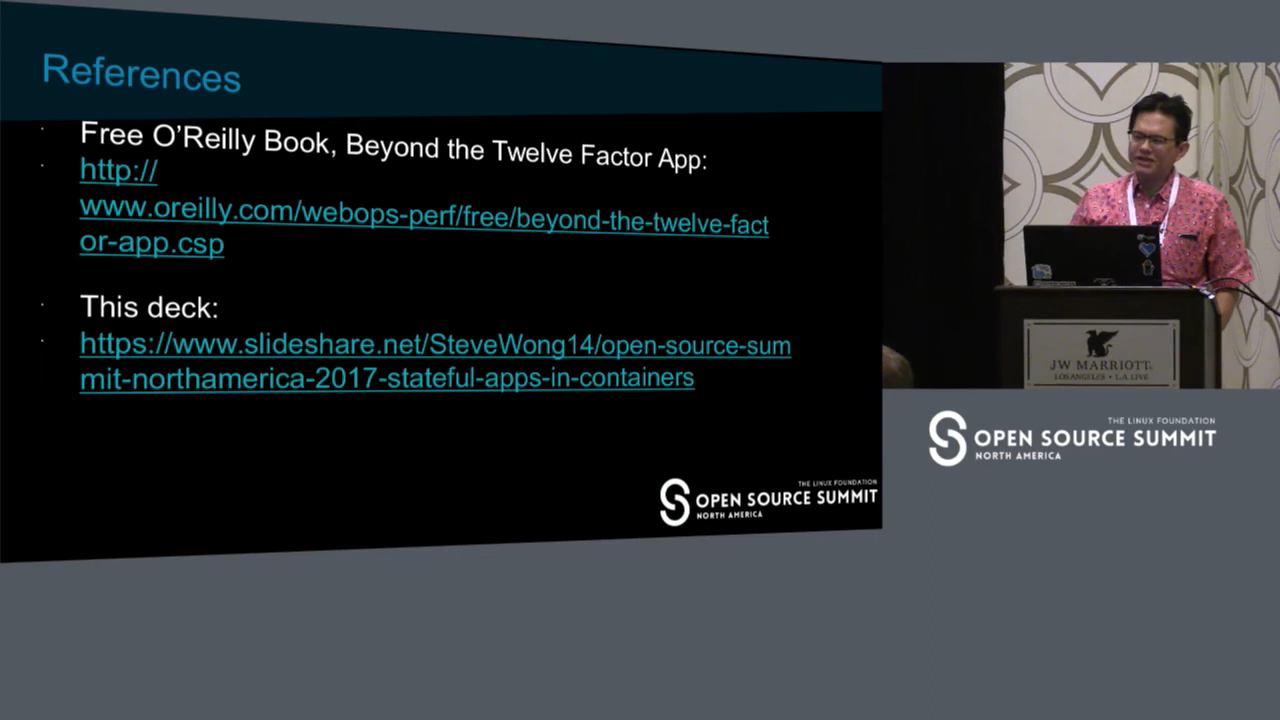 References
Free O’Reilly Book, Beyond the Twelve Factor App:
http://
www.oreilly.com/webops-perf/free/beyond-the-twelve-fact
or-app.csp
This deck:
https://www.slideshare.net/SteveWong14/open-source-sum
mit-northamerica-2017-stateful-apps-in-containers
THE LINUX FOUNDATION
OPEN SOURCE SUMMIT
NORTH AMERICA
JW MARRIOTT
LOS ANGELES • L.A. LIVE
THE LINUX FOUNDATION
OPEN SOURCE SUMMIT
NORTH AMERICA